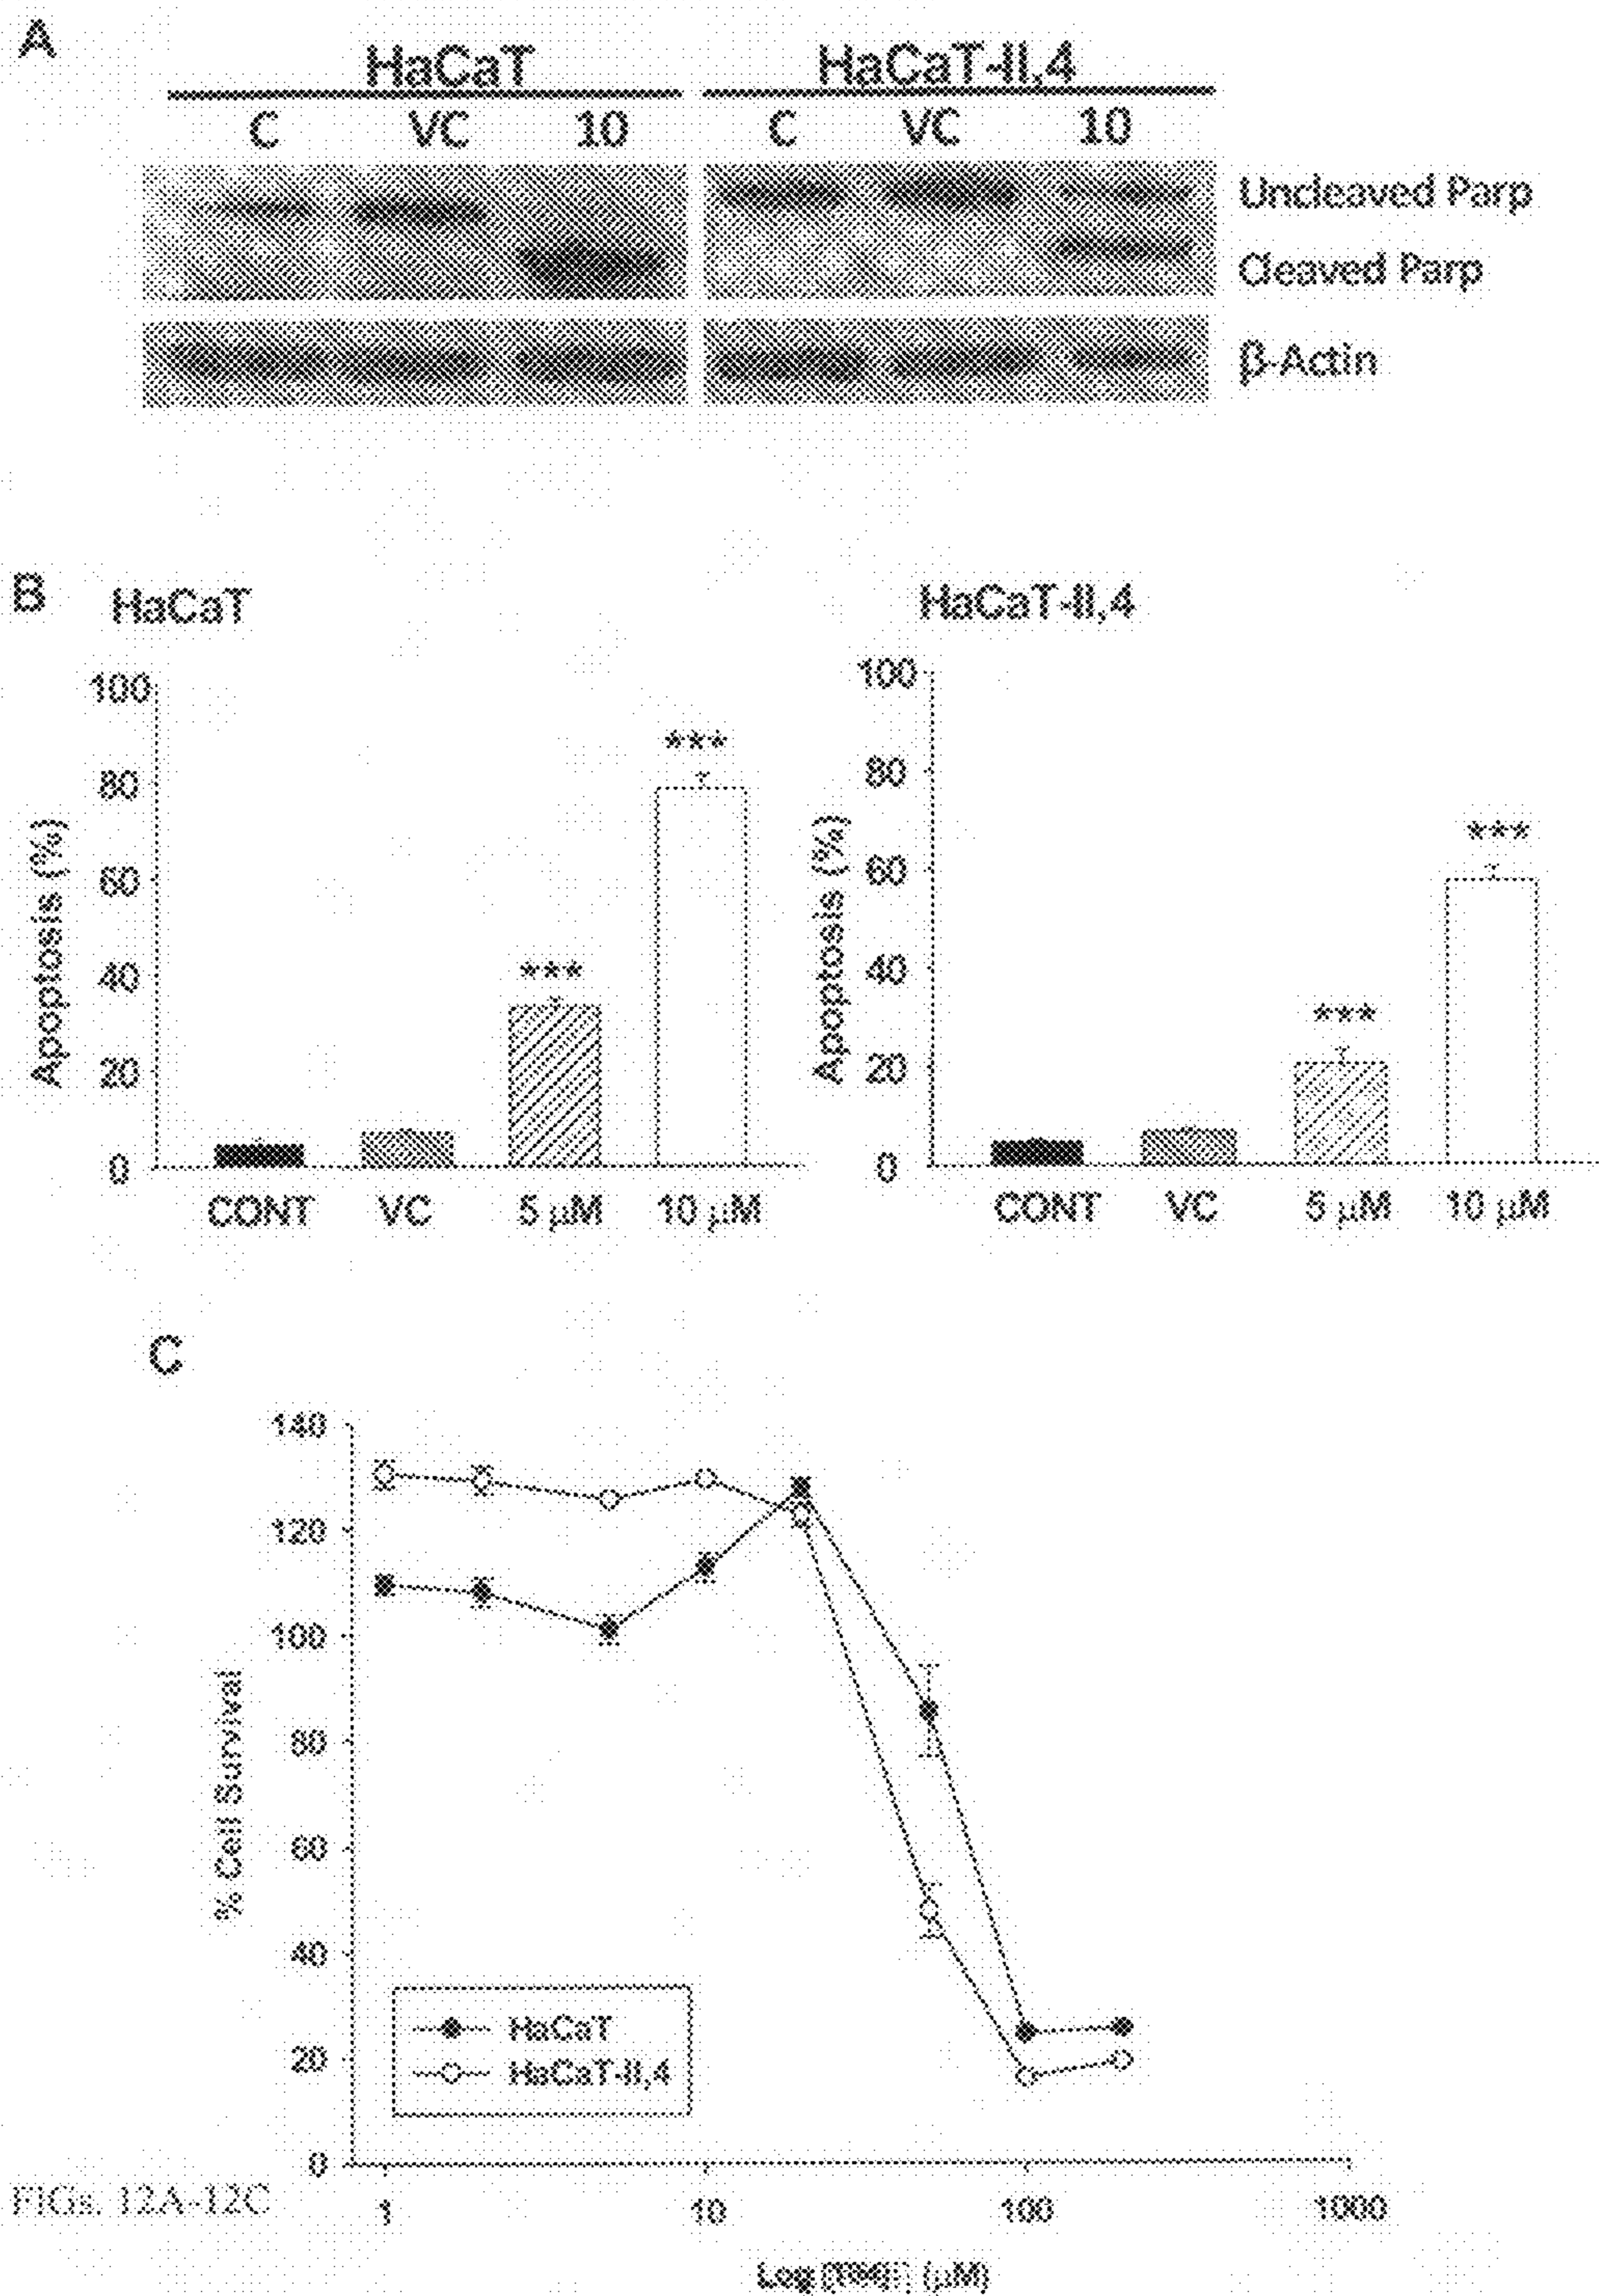 A
HaCaT HaCaT-II,4
C VC 10 C VC 10
Uncleaved Parp
Cleaved Parp
β-Actin
B HaCaT HaCaT-II,4
Apoptosis (%)
100
80
60
40
20
0
***
***
CONT VC 5 μM 10 μM
Apoptosis (%)
100
80
60
40
20
0
***
***
CONT VC 5 μM 10 μM
C
% Cell Survival
140
120
100
80
60
40
20
0
HaCaT
HaCaT-II,4
1 10 100 1000
Log (μM)
FIGs. 12A-12C